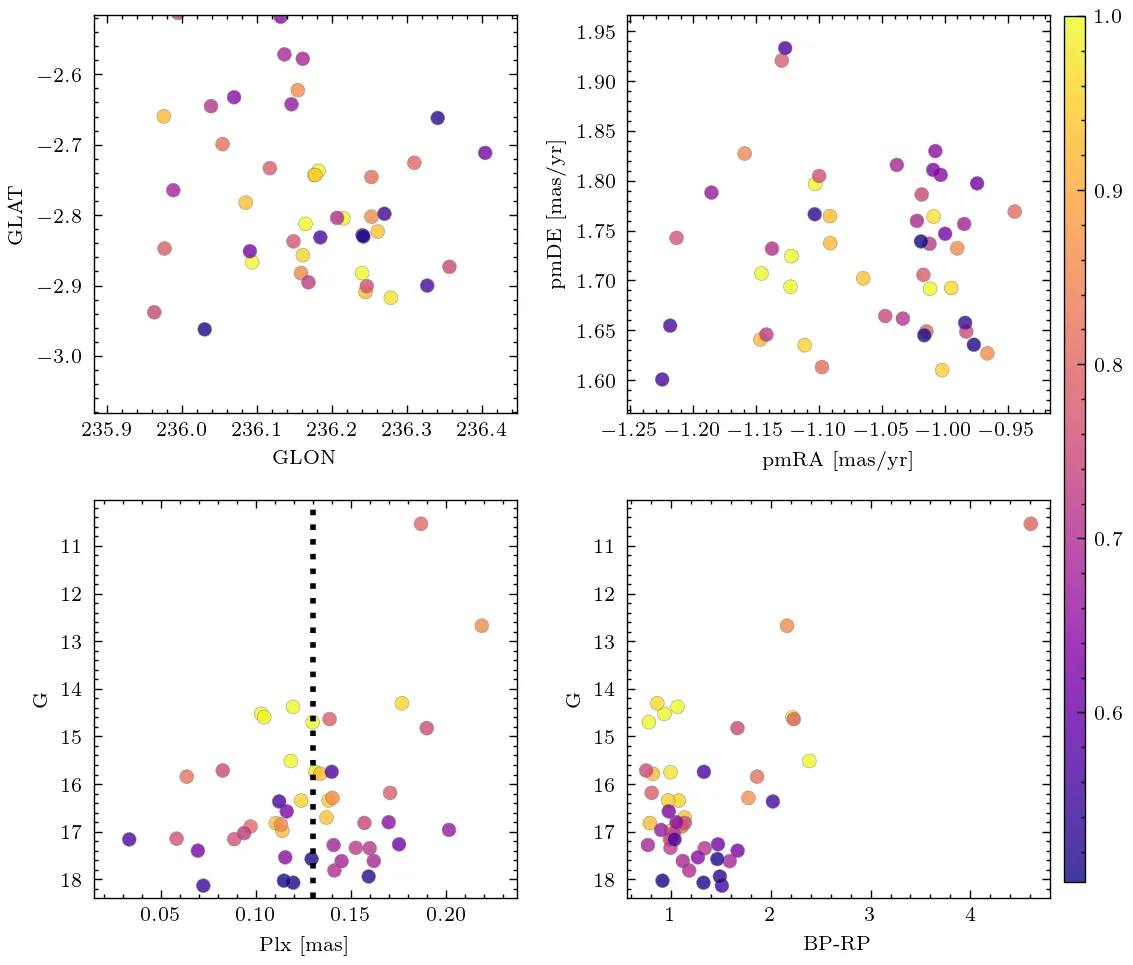 −2.6
−2.7
−2.8
−2.9
−3.0
GLAT
235.9 236.0 236.1 236.2 236.3 236.4
GLON
1.95
1.90
1.85
1.80
1.75
1.70
1.65
1.60
pmDE [mas/yr]
−1.25 −1.20 −1.15 −1.10 −1.05 −1.00 −0.95
pmRA [mas/yr]
1.0
0.9
0.8
0.7
0.6
11
12
13
14
15
16
17
18
G
0.05 0.10 0.15 0.20
Plx [mas]
11
12
13
14
15
16
17
18
G
1 2 3 4
BP-RP